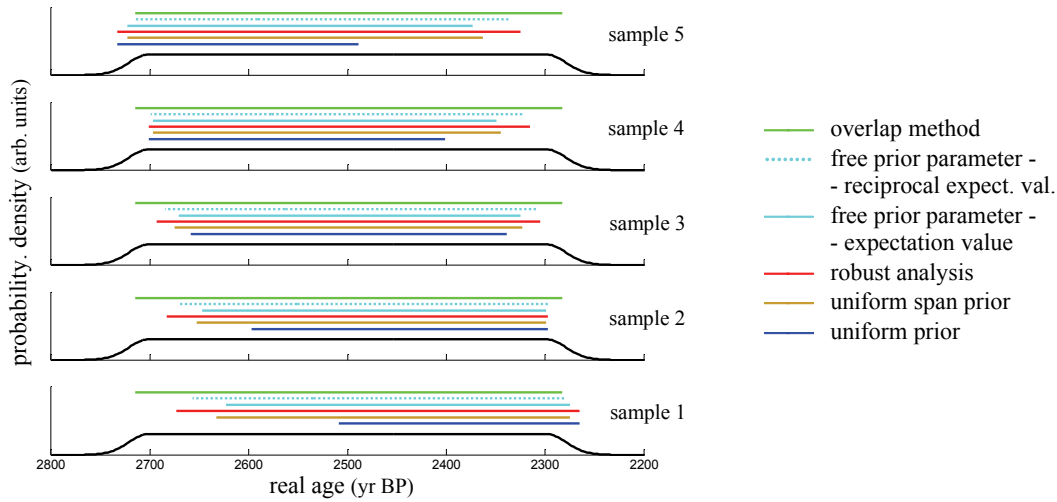 probability. density (arb. units)
sample 5
sample 4
sample 3
sample 2
sample 1
2800 2700 2600 2500 2400 2300 2200
real age (yr BP)
overlap method
free prior parameter -
- reciprocal expect. val.
free prior parameter -
- expectation value
robust analysis
uniform span prior
uniform prior